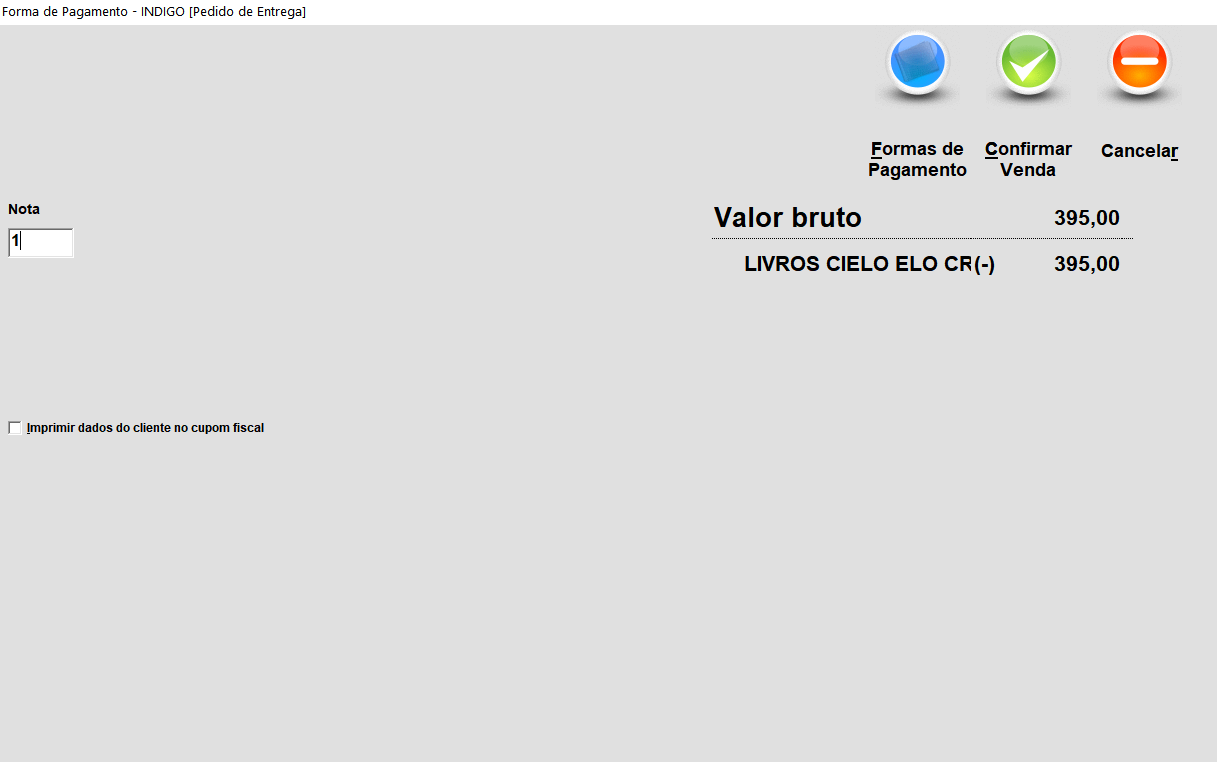 Forma de Pagamento - INDIGO [Pedido de Entrega]
Formas de Pagamento
Confirmar Venda
Cancelar
Nota
1
Valor bruto 395,00
LIVROS CIELO ELO CR(-) 395,00
Imprimir dados do cliente no cupom fiscal